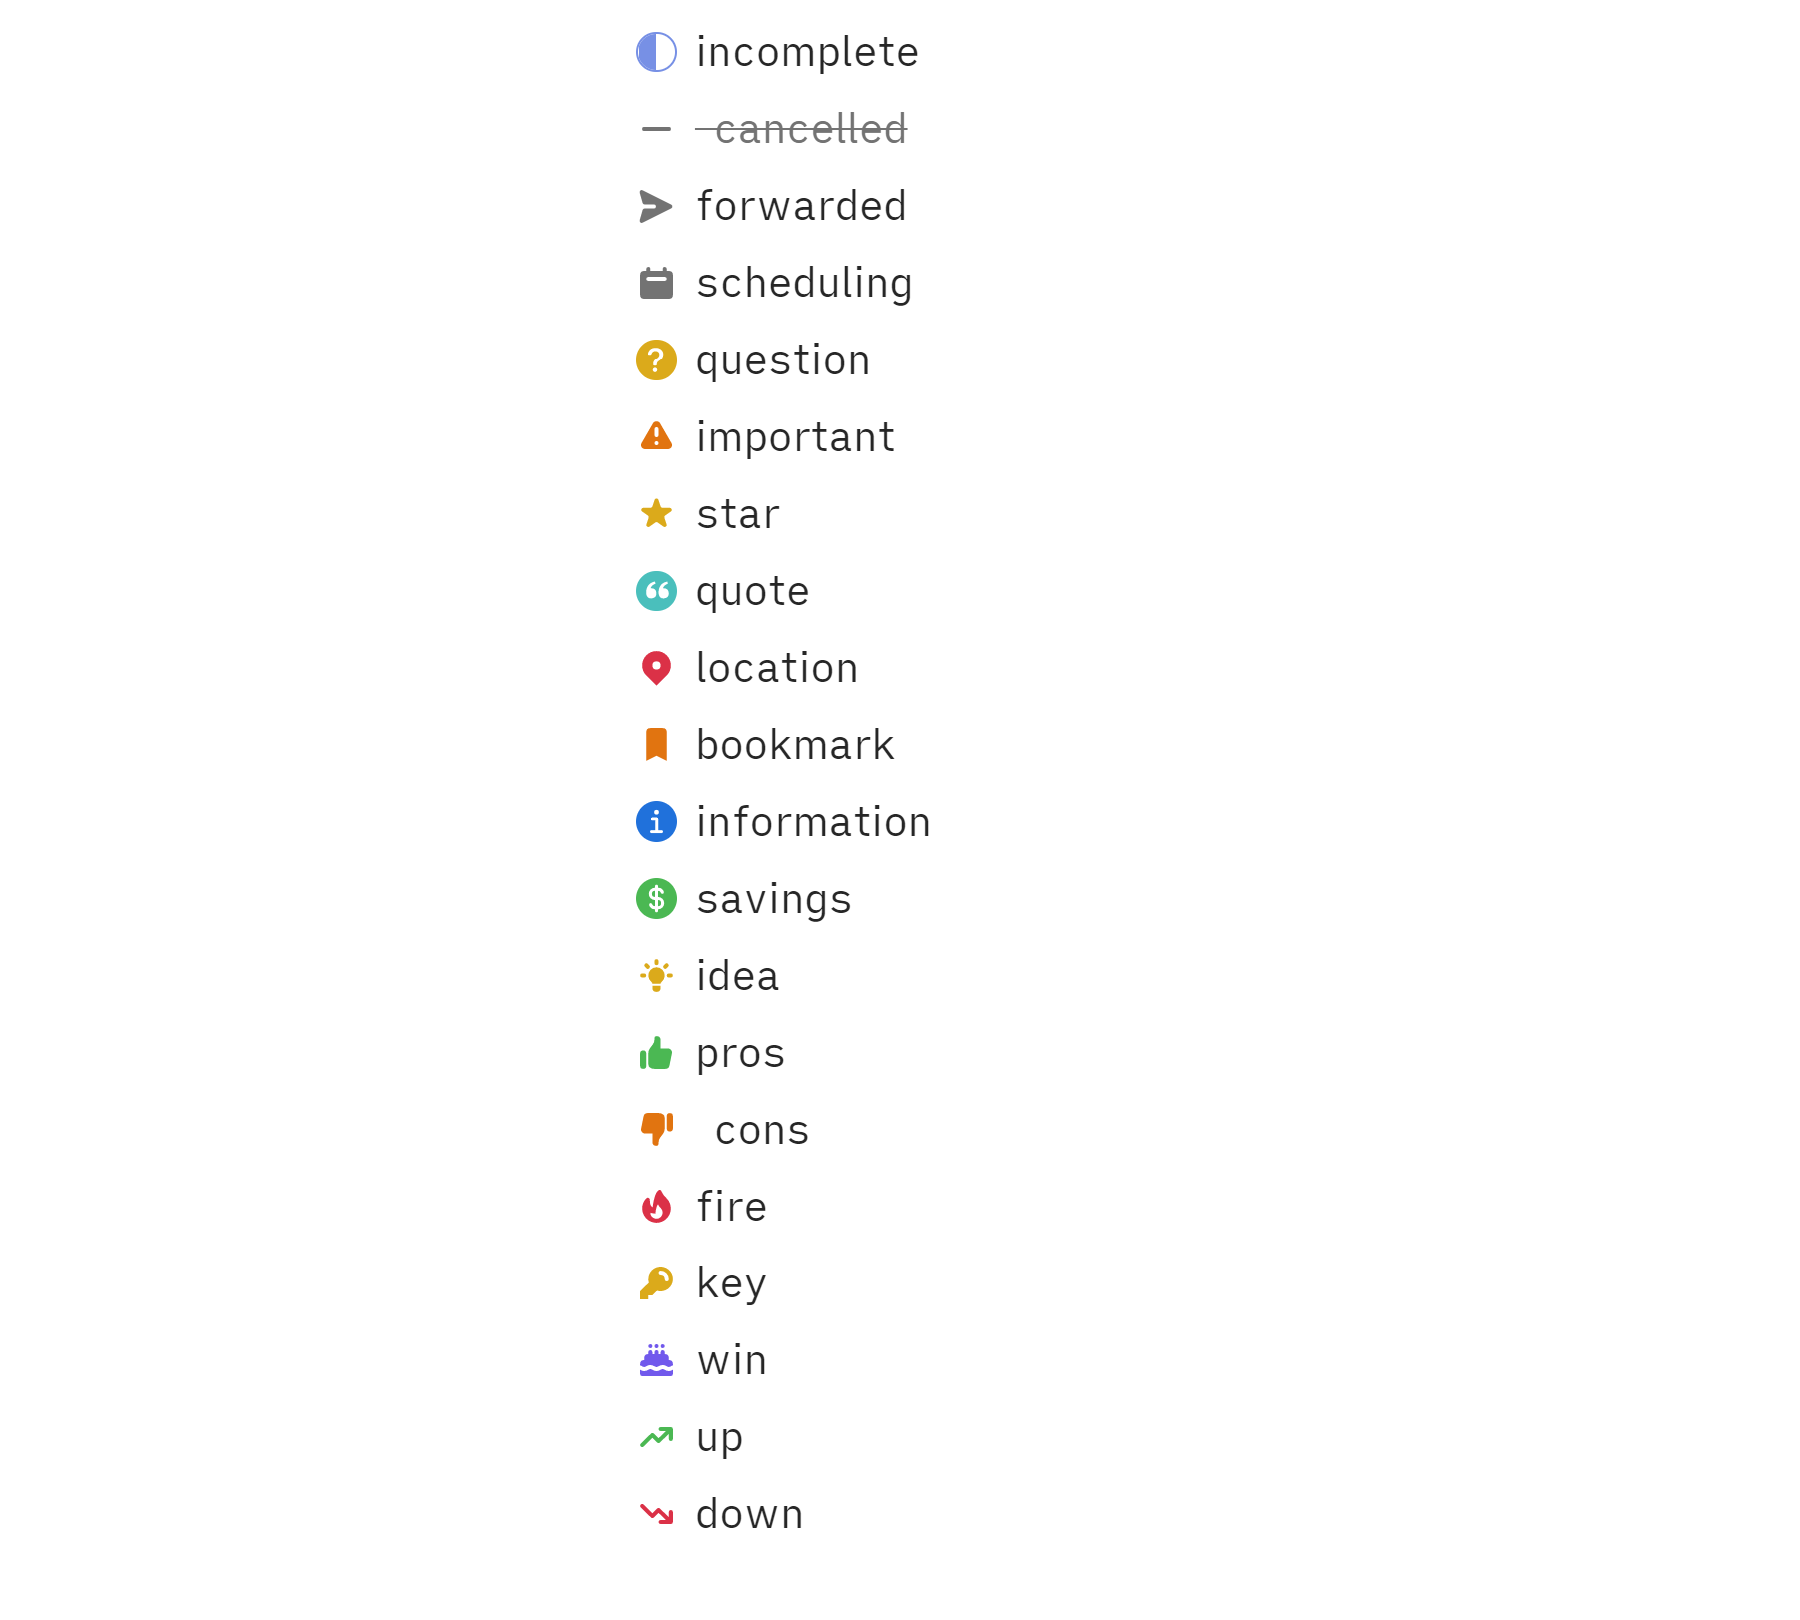 incomplete
cancelled
forwarded
scheduling
question
important
star
quote
location
bookmark
information
savings
idea
pros
cons
fire
key
win
up
down